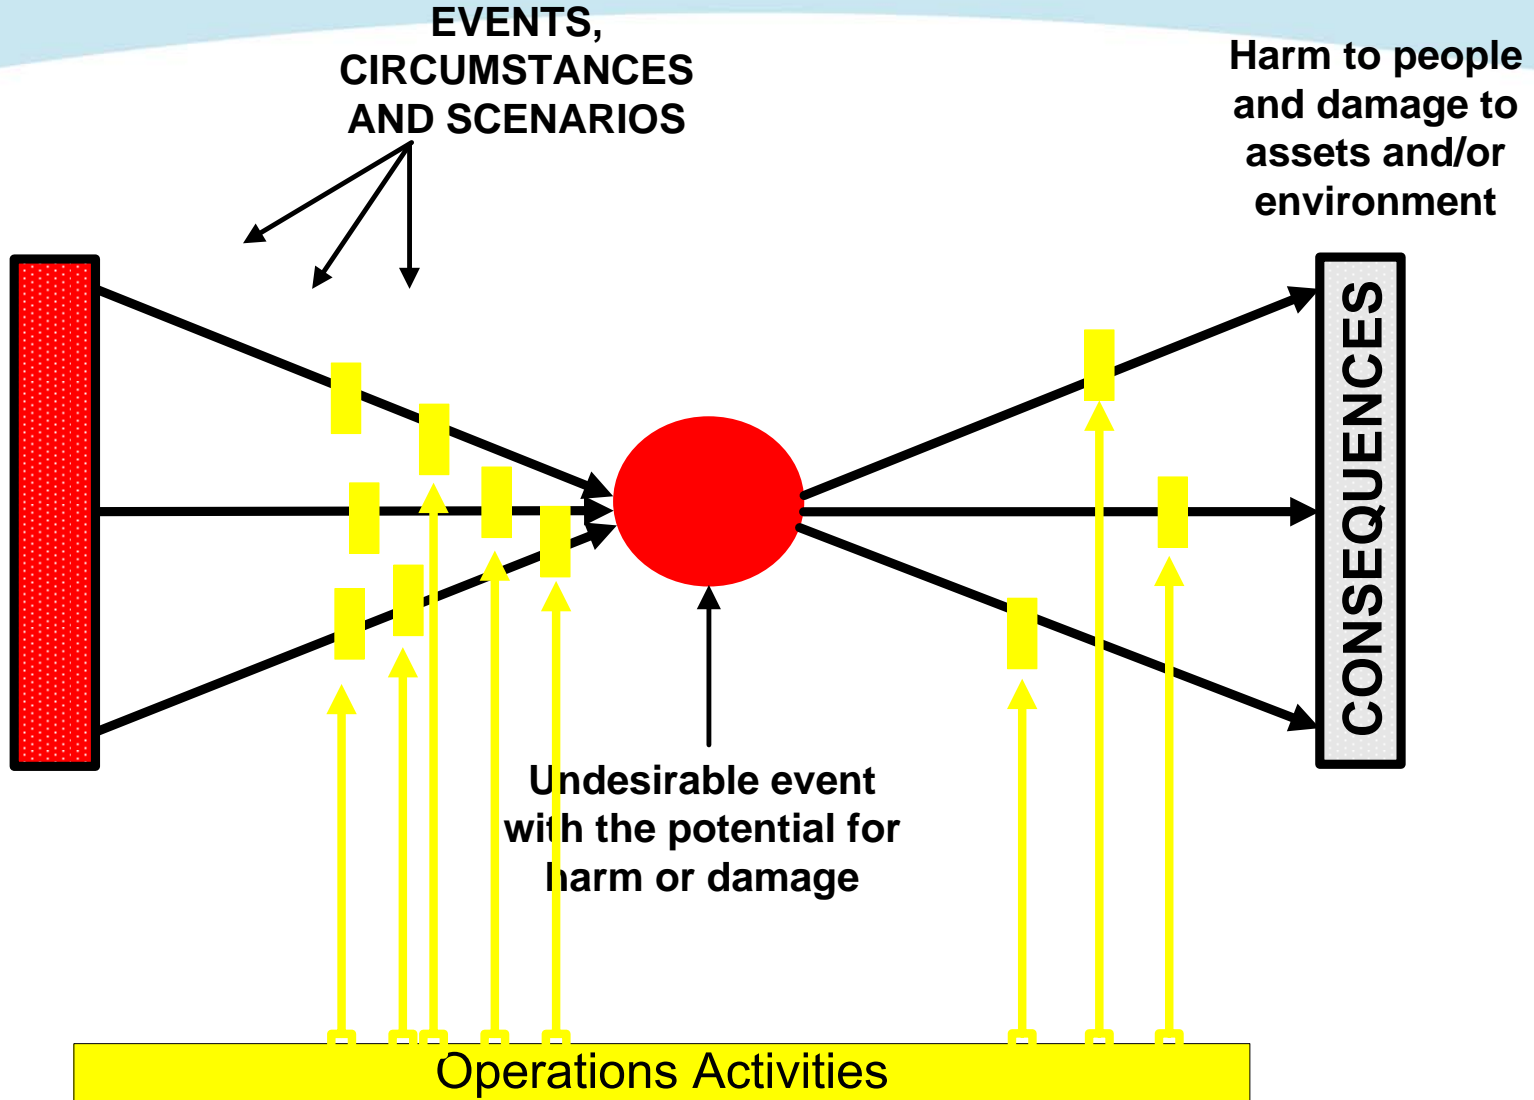 EVENTS,
CIRCUMSTANCES
AND SCENARIOS
Harm to people
and damage to
assets and/or
environment
CONSEQUENCES
Undesirable event
with the potential for
harm or damage
Operations Activities